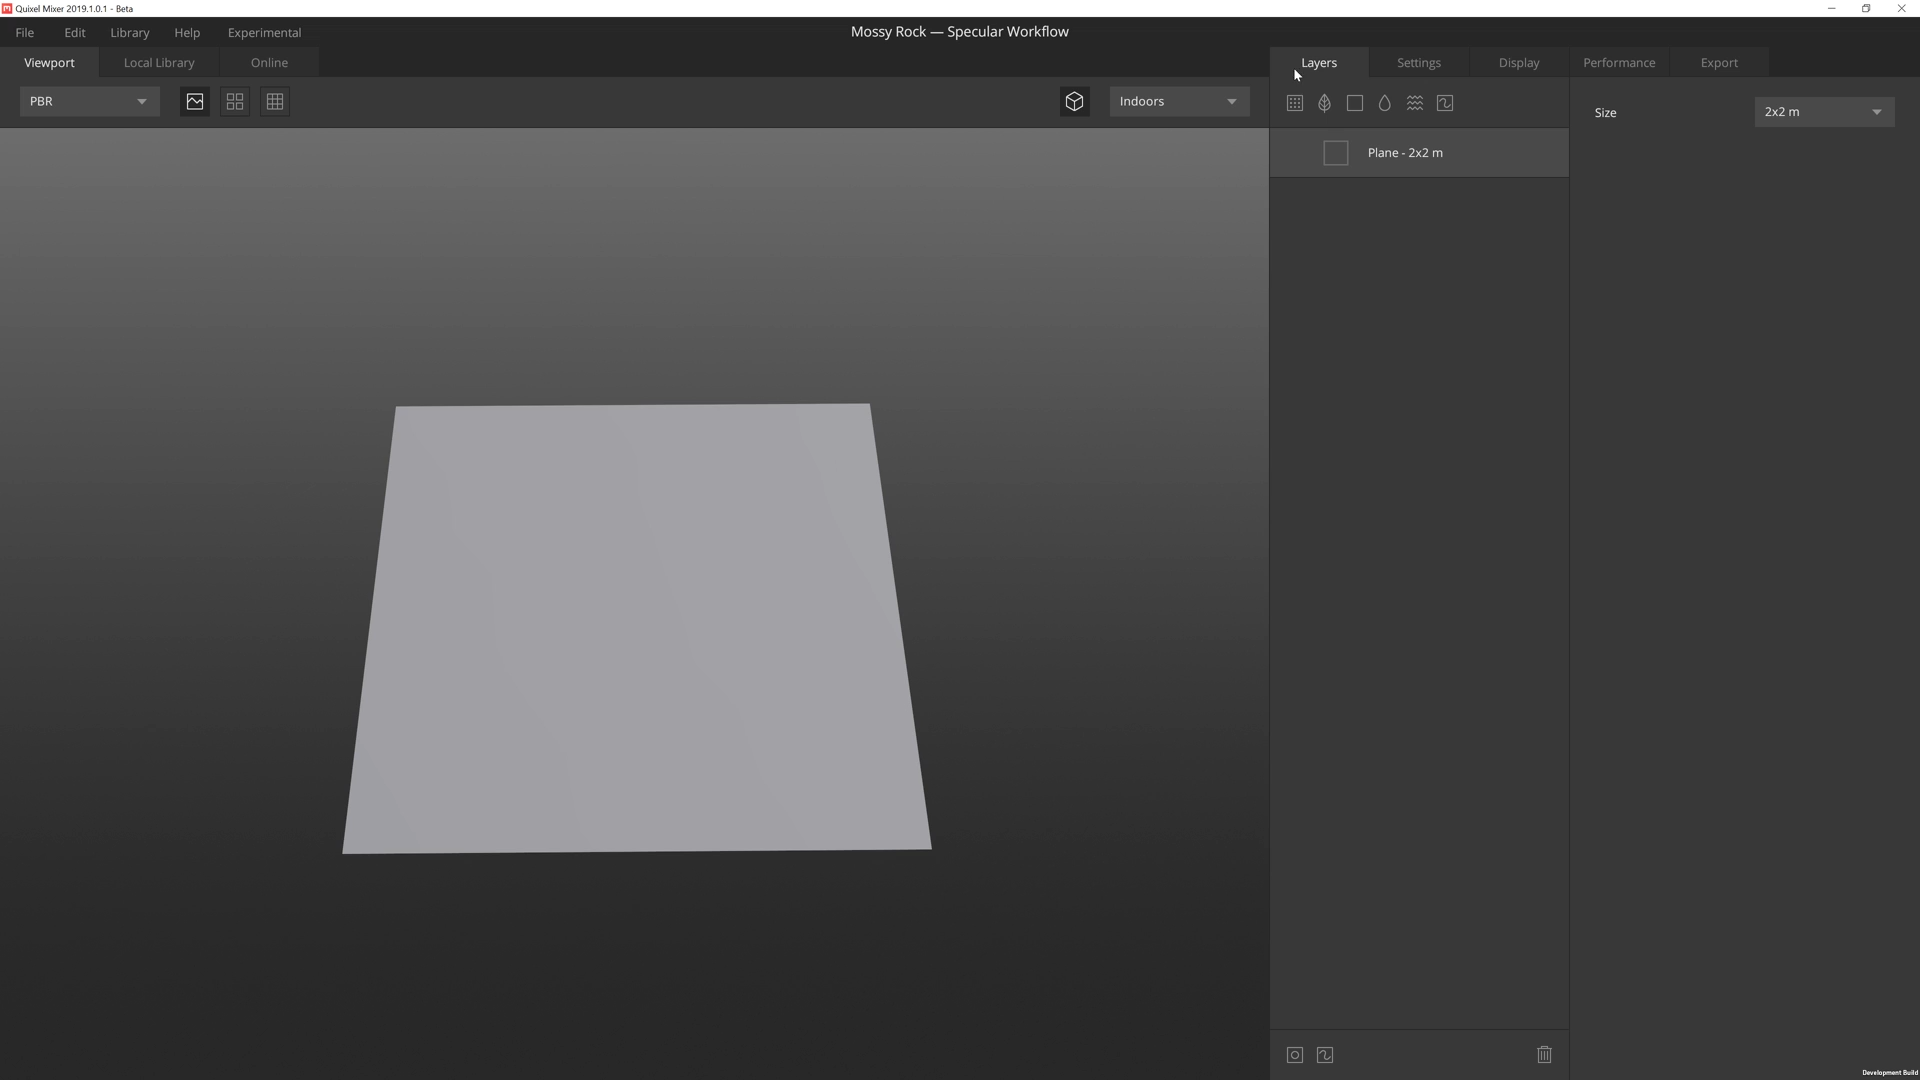 Quixel Mixer 2019.1.0.1 - Beta
File Edit Library Help Experimental
Mossy Rock — Specular Workflow
Viewport Local Library Online
Layers Settings Display Performance Export
PBR
Indoors
Size
2x2 m
Plane - 2x2 m
Development Build